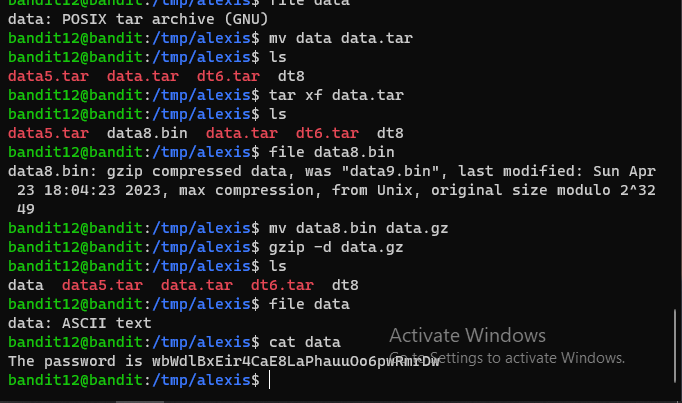 bandit12@bandit:/tmp/alexis$ file data
data: POSIX tar archive (GNU)
bandit12@bandit:/tmp/alexis$ mv data data.tar
bandit12@bandit:/tmp/alexis$ ls
data5.tar  data.tar  dt6.tar  dt8
bandit12@bandit:/tmp/alexis$ tar xf data.tar
bandit12@bandit:/tmp/alexis$ ls
data5.tar  data8.bin  data.tar  dt6.tar  dt8
bandit12@bandit:/tmp/alexis$ file data8.bin
data8.bin: gzip compressed data, was "data9.bin", last modified: Sun Apr
 23 18:04:23 2023, max compression, from Unix, original size modulo 2^32
 49
bandit12@bandit:/tmp/alexis$ mv data8.bin data.gz
bandit12@bandit:/tmp/alexis$ gzip -d data.gz
bandit12@bandit:/tmp/alexis$ ls
data  data5.tar  data.tar  dt6.tar  dt8
bandit12@bandit:/tmp/alexis$ file data
data: ASCII text
bandit12@bandit:/tmp/alexis$ cat data
Activate Windows
The password is wbWdlBxEir4CaE8LaPhauuOo6pwRmrDw
Go to Settings to activate Windows.
bandit12@bandit:/tmp/alexis$